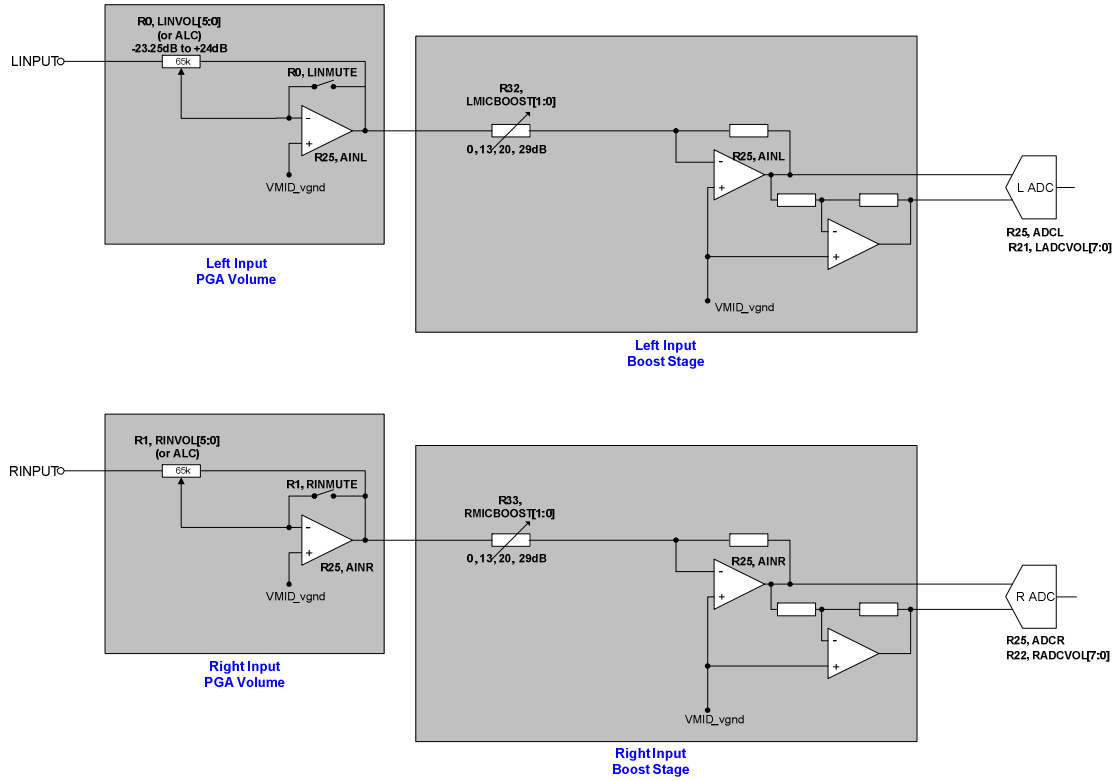 R0, LINVOL[5:0]
(or ALC)
-23.25dB to +24dB
LINPUT
65k
R0, LINMUTE
-
+
R25, AINL
VMID_vgnd
Left Input
PGA Volume
R32,
LMICBOOST[1:0]
0, 13, 20, 29dB
R25, AINL
-
+
-
+
VMID_vgnd
L ADC
R25, ADCL
R21, LADCVOL[7:0]
Left Input
Boost Stage
R1, RINVOL[5:0]
(or ALC)
RINPUT
65k
R1, RINMUTE
-
+
R25, AINR
VMID_vgnd
Right Input
PGA Volume
R33,
RMICBOOST[1:0]
0, 13, 20, 29dB
R25, AINR
-
+
-
+
VMID_vgnd
R ADC
R25, ADCR
R22, RADCVOL[7:0]
Right Input
Boost Stage